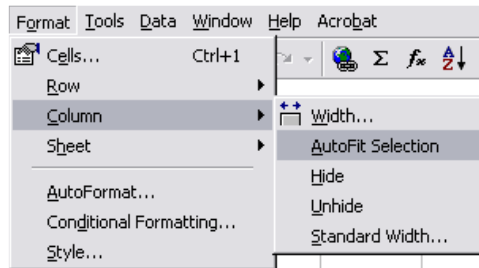 Format Tools Data Window Help Acrobat
Cells... Ctrl+1
Row
Column
Sheet
AutoFormat...
Conditional Formatting...
Style...
Σ fx A Z
Width...
AutoFit Selection
Hide
Unhide
Standard Width...